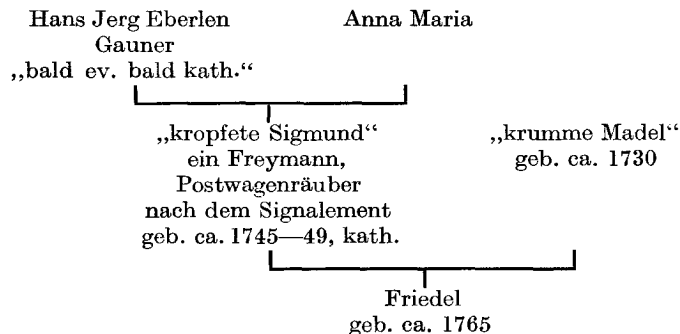 Hans Jerg Eberlen
Gauner
„bald ev. bald kath.“
Anna Maria
„kropfete Sigmund“
ein Freymann,
Postwagenräuber
nach dem Signalement
geb. ca. 1745—49, kath.
„krumme Madel“
geb. ca. 1730
Friedel
geb. ca. 1765